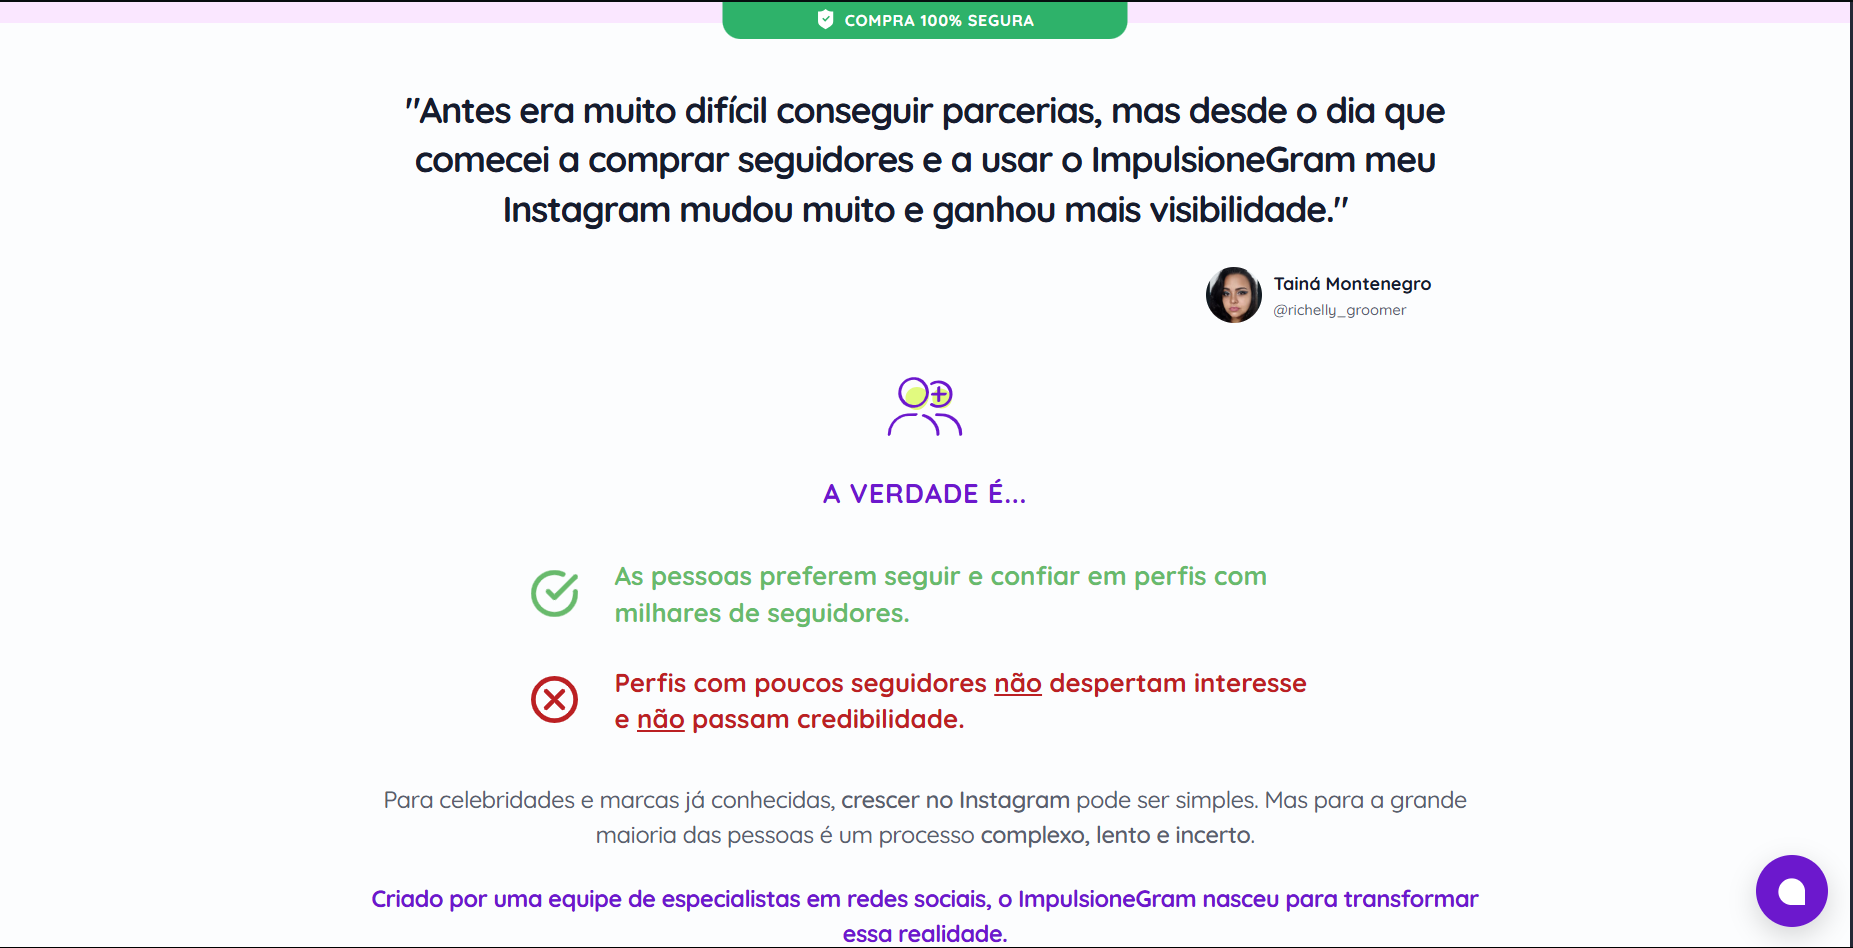 COMPRA 100% SEGURA
"Antes era muito difícil conseguir parcerias, mas desde o dia que
comecei a comprar seguidores e a usar o ImpulsioneGram meu
Instagram mudou muito e ganhou mais visibilidade."
Tainá Montenegro
@richelly_groomer
A VERDADE É...
As pessoas preferem seguir e confiar em perfis com
milhares de seguidores.
Perfis com poucos seguidores não despertam interesse
e não passam credibilidade.
Para celebridades e marcas já conhecidas, crescer no Instagram pode ser simples. Mas para a grande
maioria das pessoas é um processo complexo, lento e incerto.
Criado por uma equipe de especialistas em redes sociais, o ImpulsioneGram nasceu para transformar
essa realidade.